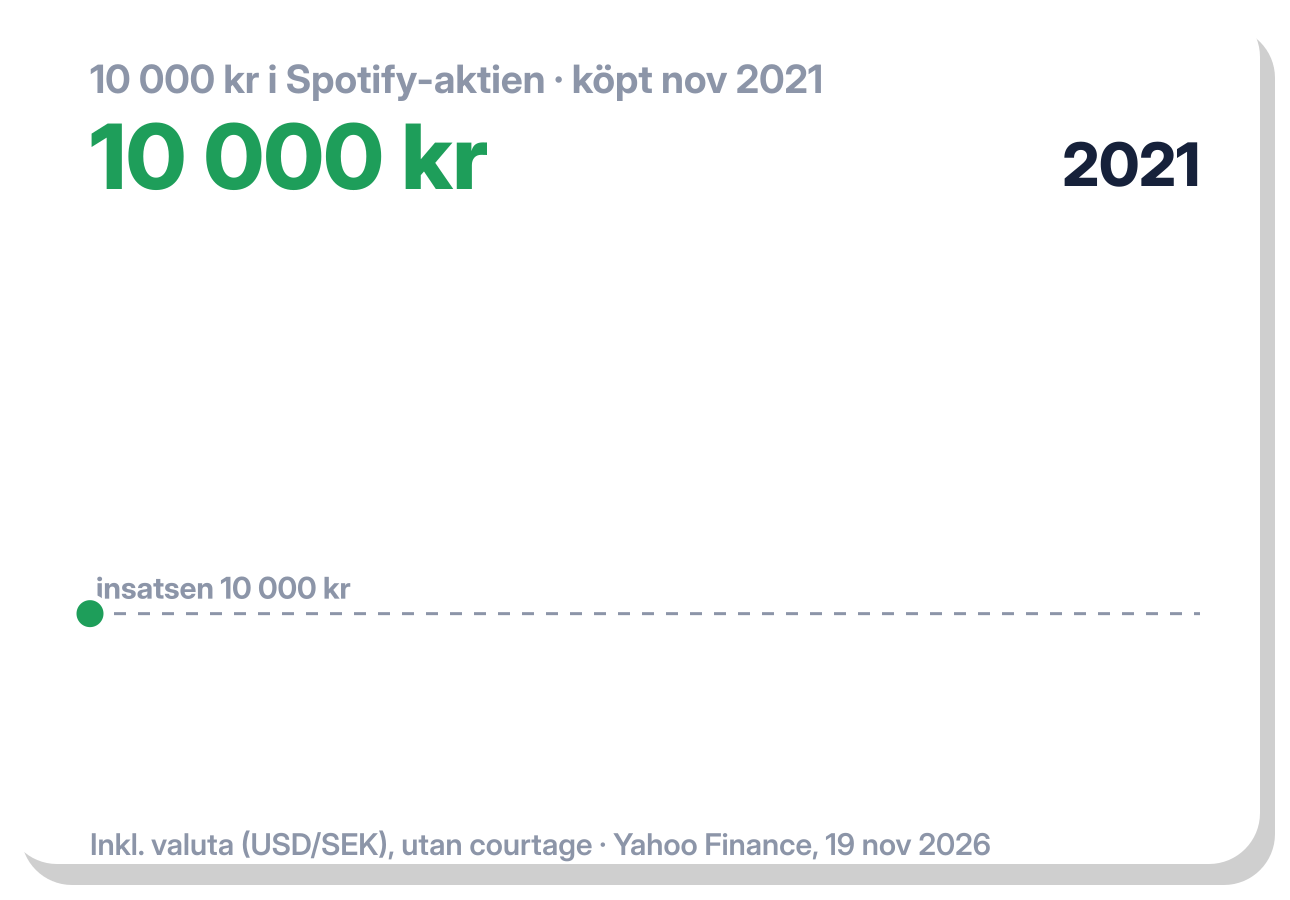 10 000 kr i Spotify-aktien · köpt nov 2021
10 000 kr
2021
insatsen 10 000 kr
Inkl. valuta (USD/SEK), utan courtage · Yahoo Finance, 19 nov 2026